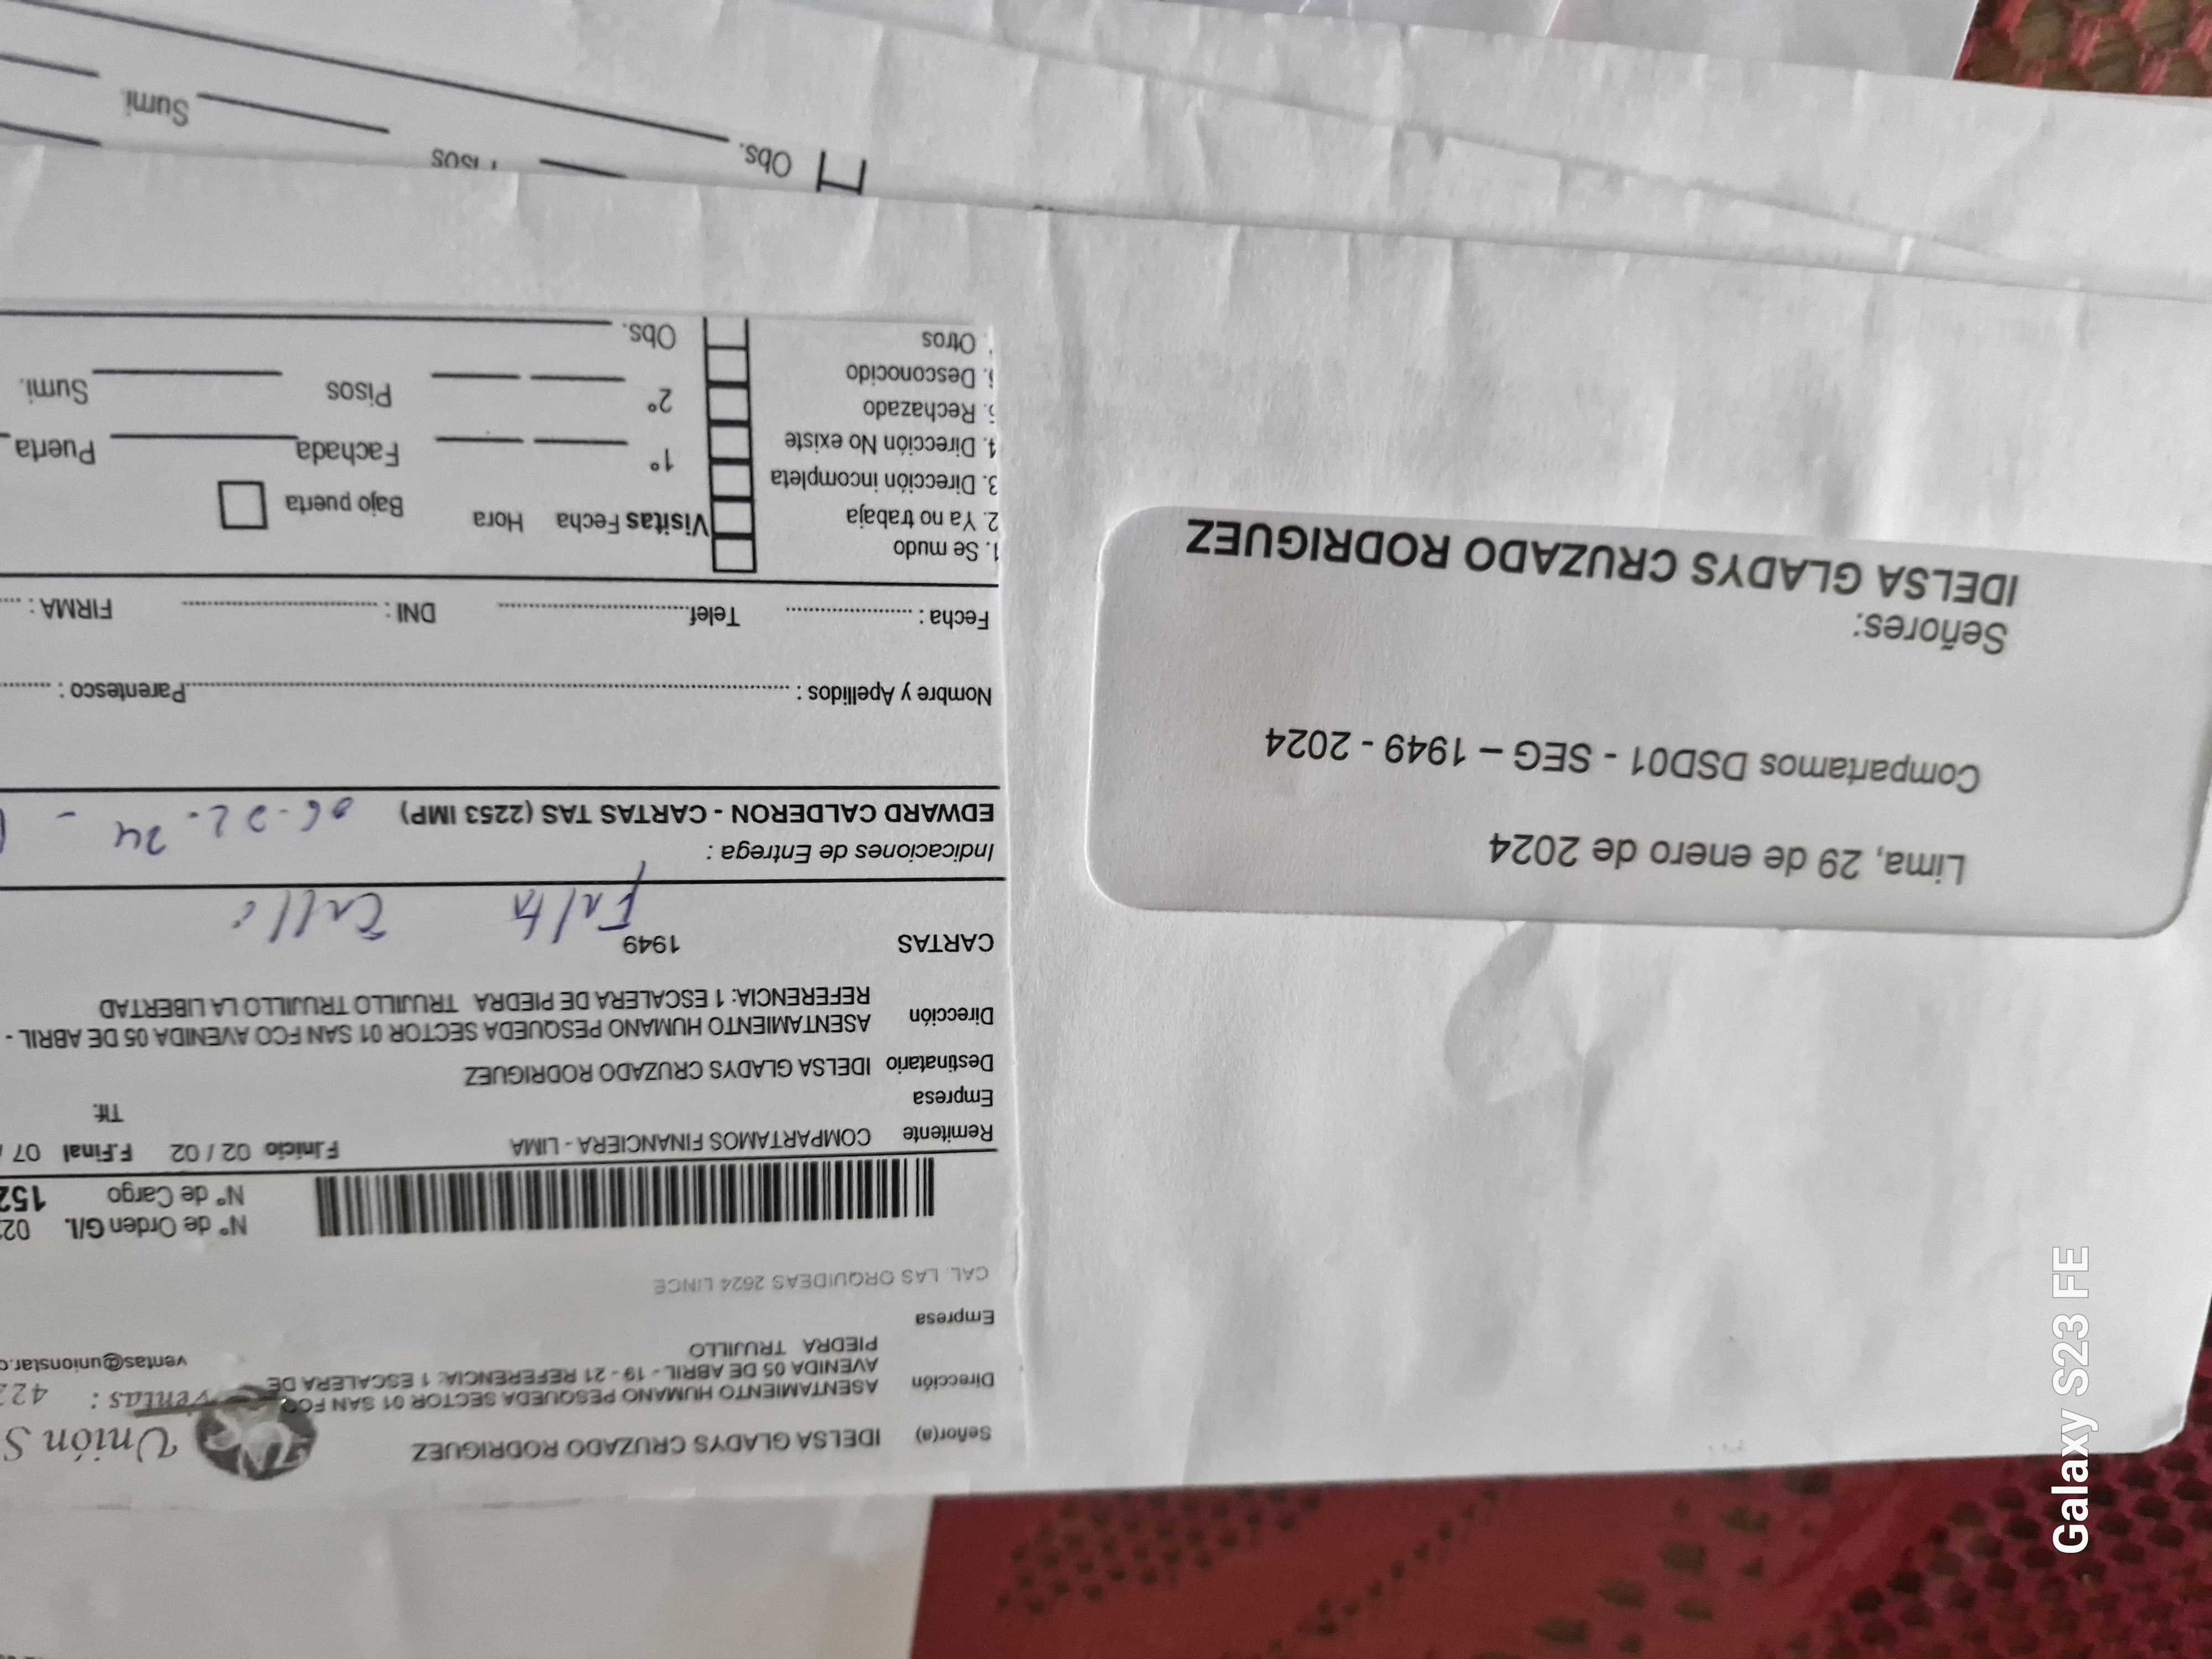 Lima, 29 de enero de 2024
Compartamos DSD01 - SEG – 1949 - 2024
Señores:
IDELSA GLADYS CRUZADO RODRIGUEZ
Señor(a) IDELSA GLADYS CRUZADO RODRIGUEZ
Unión S
Dirección ASENTAMIENTO HUMANO PESQUEDA SECTOR 01 SAN FCO
AVENIDA 05 DE ABRIL - 19 - 21 REFERENCIA: 1 ESCALERA DE
PIEDRA TRUJILLO
Ventas : 422
ventas@unionstar.c
Empresa
CAL. LAS ORQUIDEAS 2624 LINCE
N° de Orden G/L. 02
N° de Cargo 152
Remitente COMPARTAMOS FINANCIERA - LIMA F.Inicio 02 / 02 F.Final 07 /
Empresa Tlf:
Destinatario IDELSA GLADYS CRUZADO RODRIGUEZ
Dirección ASENTAMIENTO HUMANO PESQUEDA SECTOR 01 SAN FCO AVENIDA 05 DE ABRIL -
REFERENCIA: 1 ESCALERA DE PIEDRA TRUJILLO TRUJILLO LA LIBERTAD
CARTAS 1949
Falta Calle
Indicaciones de Entrega :
EDWARD CALDERON - CARTAS TAS (2253 IMP)
Nombre y Apellidos : Parentesco :
Fecha : Telef. DNI : FIRMA :
1. Se mudo
2. Ya no trabaja
3. Dirección incompleta
4. Dirección No existe
5. Rechazado
6. Desconocido
. Otros
Visitas Fecha Hora Bajo puerta
1° Fachada Puerta
2° Pisos Sumi.
Obs.
Obs.
Pisos
Sumi.
Galaxy S23 FE